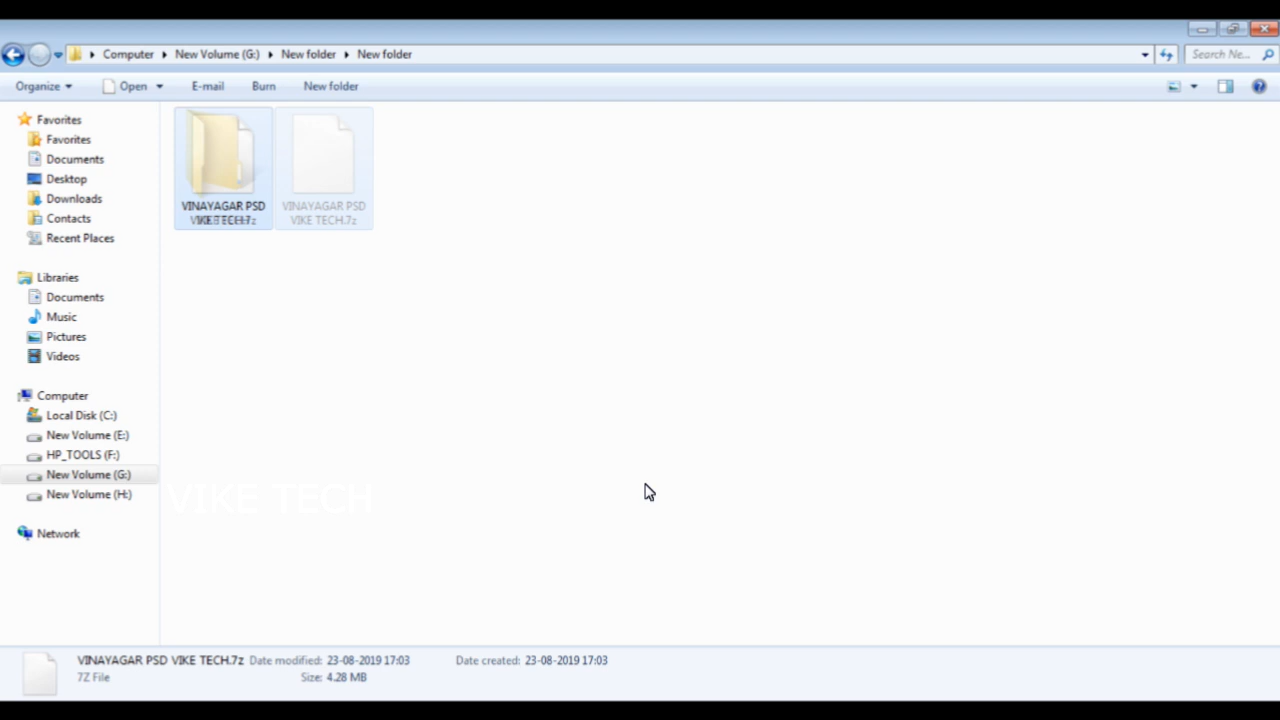 Computer
New Volume (G:)
New folder
New folder
Search Ne...
Organize
Open
E-mail
Burn
New folder
Favorites
Favorites
Documents
Desktop
Downloads
Contacts
Recent Places
Libraries
Documents
Music
Pictures
Videos
Computer
Local Disk (C:)
New Volume (E:)
HP_TOOLS (F:)
New Volume (G:)
New Volume (H:)
Network
VINAYAGAR PSD
VINAYAGAR PSD
VIKE TECH.7z
VIKE TECH
VINAYAGAR PSD VIKE TECH.7z Date modified: 23-08-2019 17:03 Date created: 23-08-2019 17:03
7Z File Size: 4.28 MB